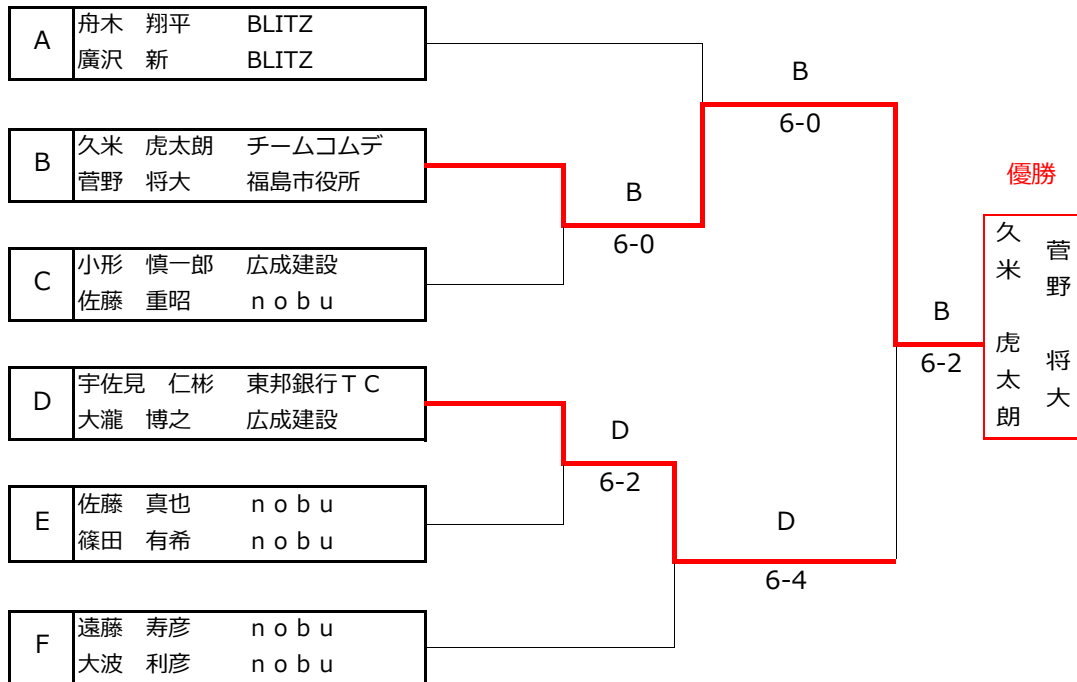 A
舟木 翔平 BLITZ
廣沢 新 BLITZ
B
久米 虎太朗 チームコムデ
菅野 将大 福島市役所
C
小形 慎一郎 広成建設
佐藤 重昭 ｎｏｂｕ
D
宇佐見 仁彬 東邦銀行ＴＣ
大瀧 博之 広成建設
E
佐藤 真也 ｎｏｂｕ
篠田 有希 ｎｏｂｕ
F
遠藤 寿彦 ｎｏｂｕ
大波 利彦 ｎｏｂｕ
B
6-0
D
6-2
B
6-0
D
6-4
B
6-2
優勝
久米 虎太朗
菅野 将大